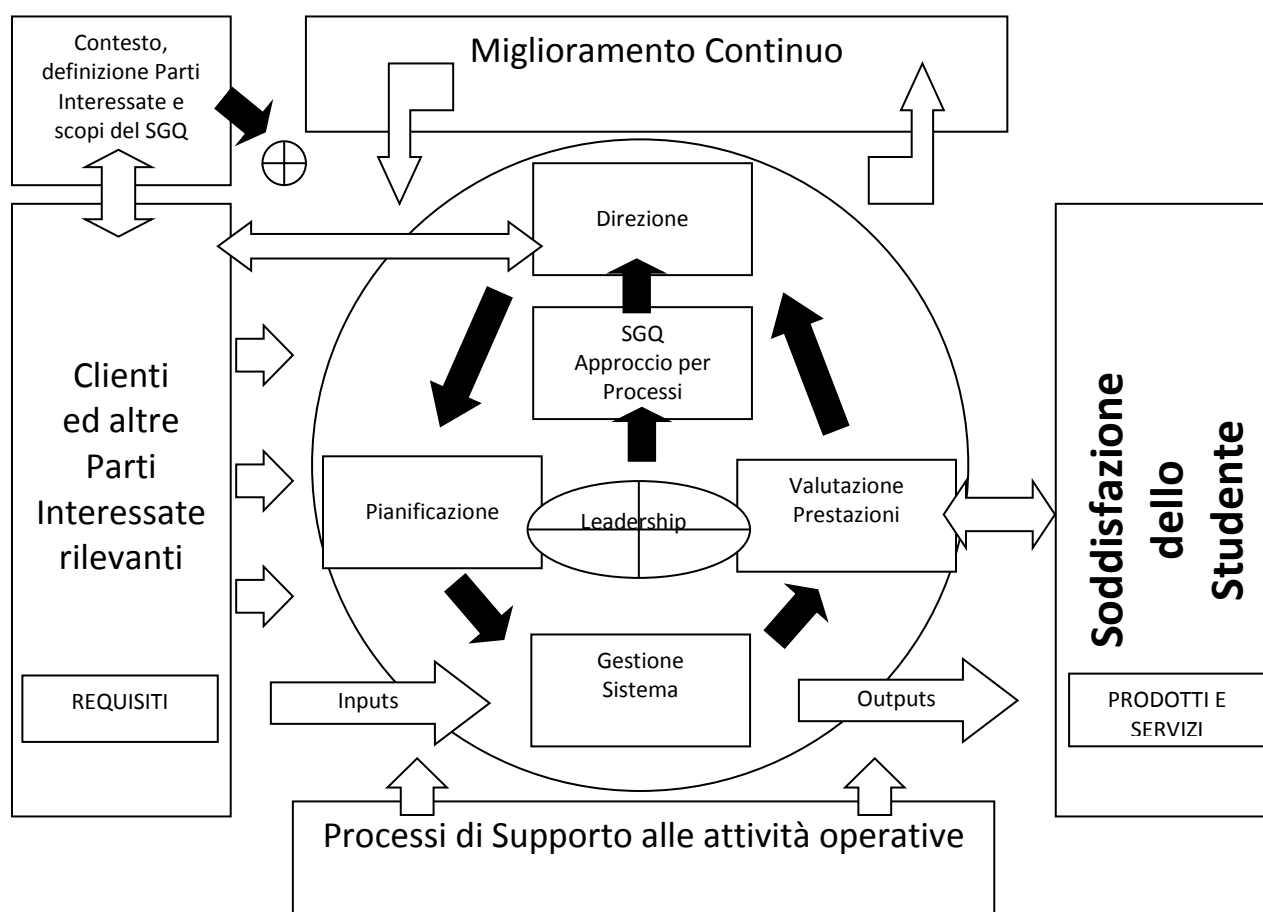 Contesto,
definizione Parti
Interessate e
scopi del SGQ
Miglioramento Continuo
Direzione
SGQ
Approccio per
Processi
Clienti
ed altre
Parti
Interessate
rilevanti
Pianificazione
Leadership
Valutazione
Prestazioni
Soddisfazione
dello
Studente
Gestione
Sistema
REQUISITI
Inputs
Outputs
PRODOTTI E
SERVIZI
Processi di Supporto alle attività operative